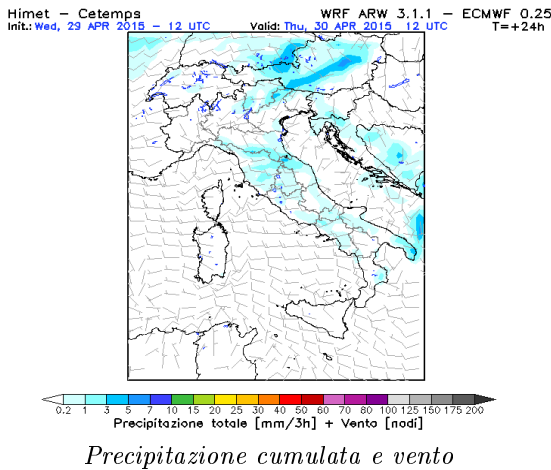 Himet - Cetemps WRF ARW 3.1.1 - ECMWF 0.25
Init.: Wed, 29 APR 2015 - 12 UTC Valid: Thu, 30 APR 2015 12 UTC T=+24h
0.2 1 3 5 7 10 15 20 25 30 40 50 60 70 80 100 125 150 175 200
Precipitazione totale [mm/3h] + Vento [nodi]
Precipitazione cumulata e vento